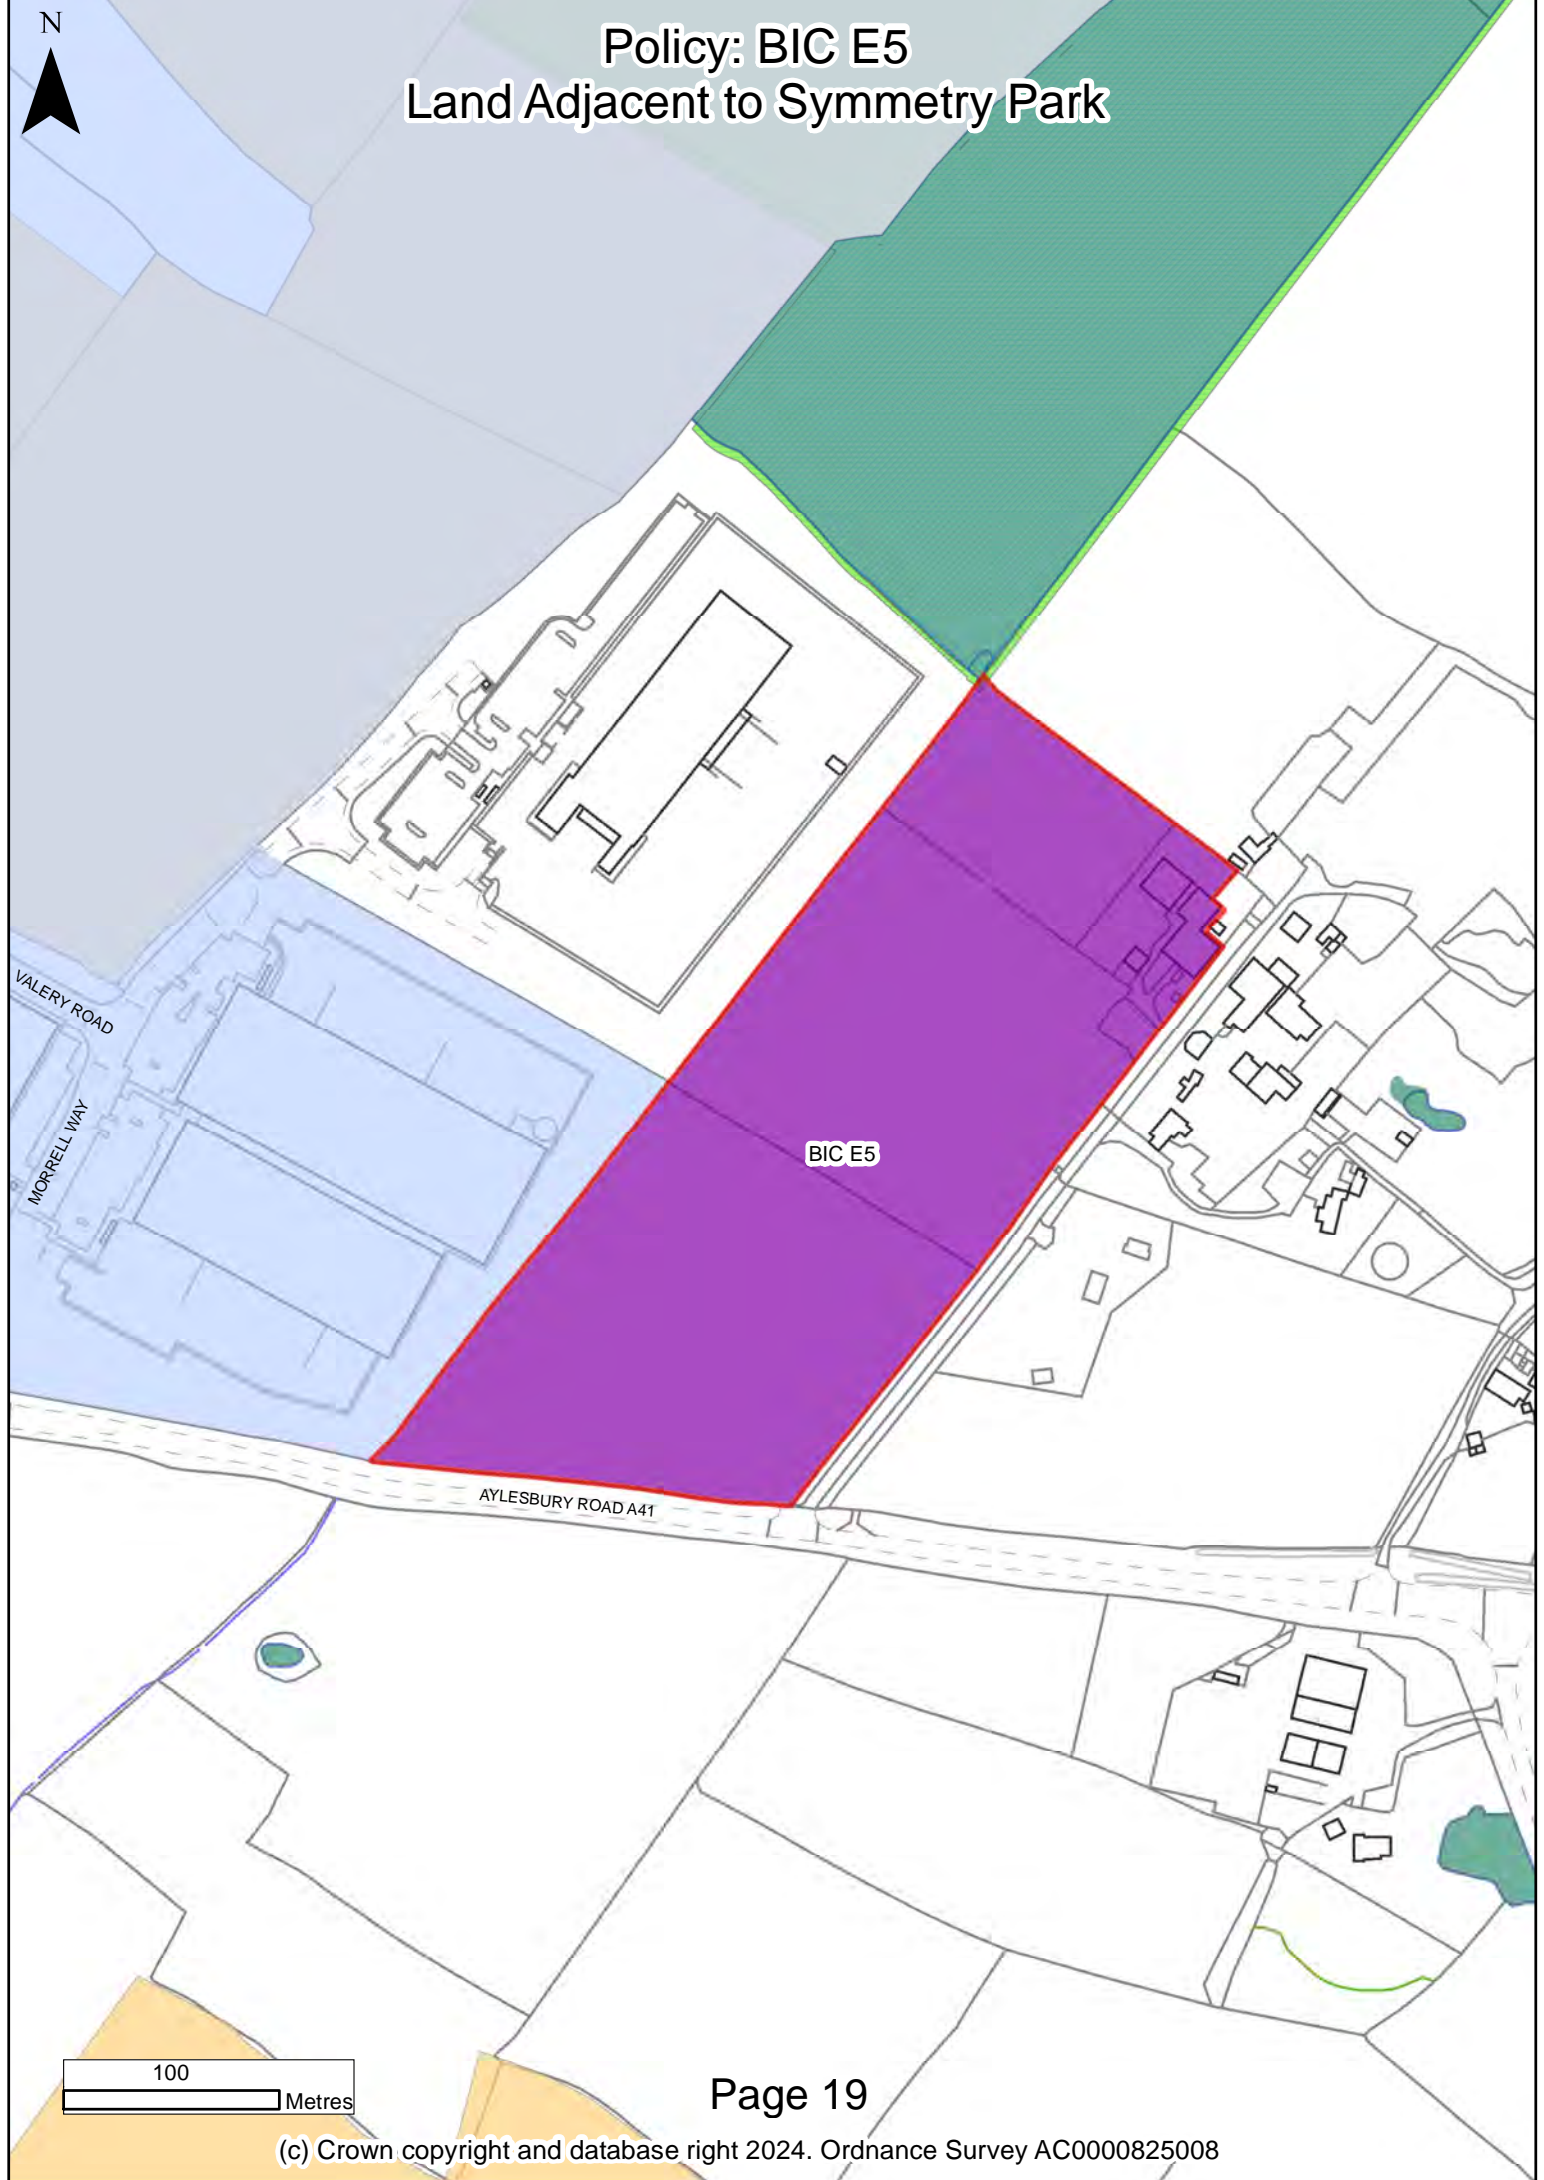 N
Policy: BIC E5
Land Adjacent to Symmetry Park
VALERY ROAD
MORRELL WAY
BIC E5
AYLESBURY ROAD A41
100
Metres
Page 19
(c) Crown copyright and database right 2024. Ordnance Survey AC0000825008